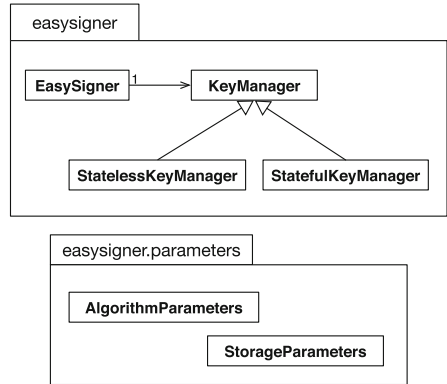 easysigner
EasySigner
1
KeyManager
StatelessKeyManager
StatefulKeyManager
easysigner.parameters
AlgorithmParameters
StorageParameters